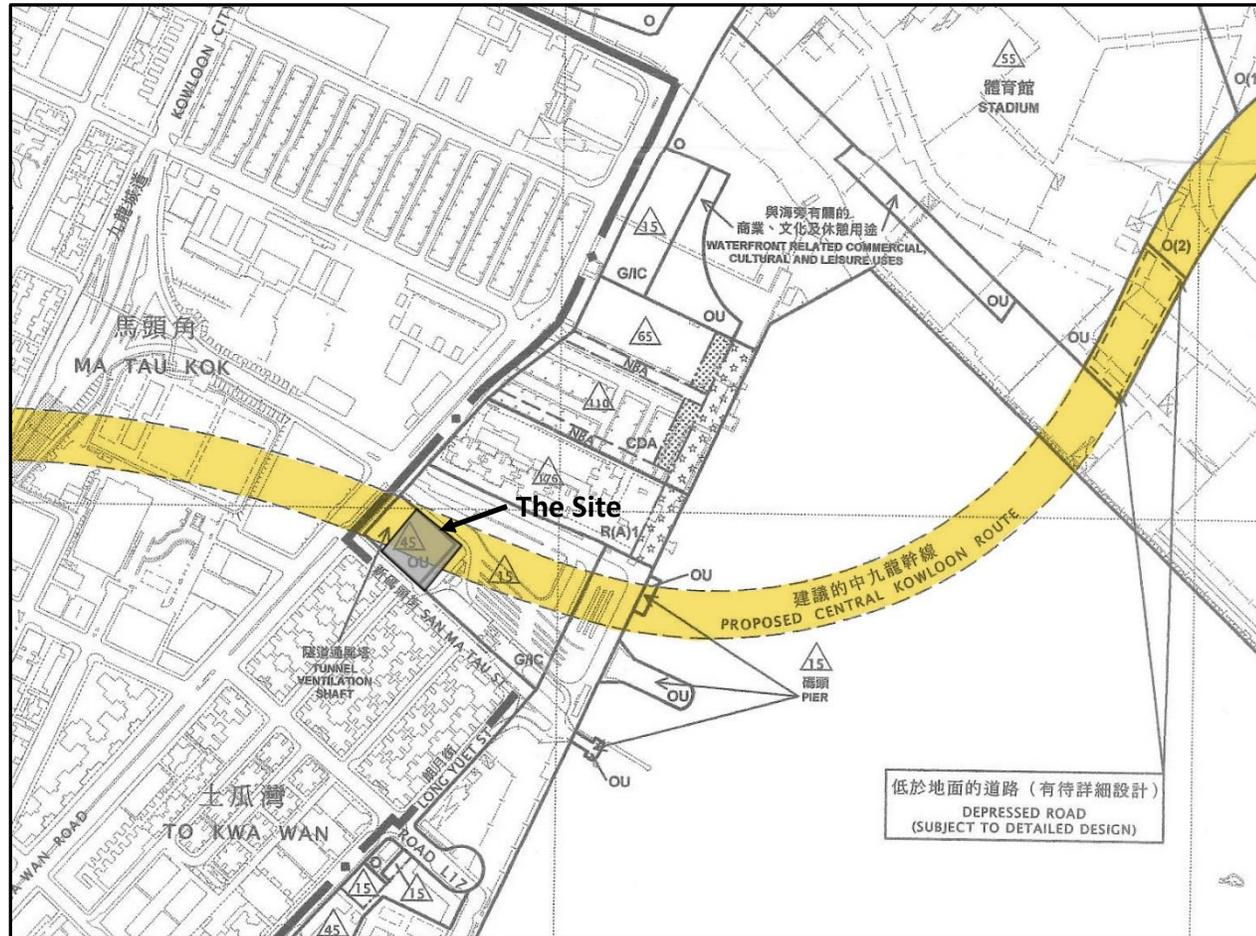 O
KOWLOON CITY
九龍城道
55
體育館
STADIUM
O
15
與海旁有關的
商業、文化及休憩用途
WATERFRONT RELATED COMMERCIAL,
CULTURAL AND LEISURE USES
O(2)
G/IC
OU
OU
OU
馬頭角
MA TAU KOK
65
NBA
110
NBA
CDA
176
The Site
R(A)1
45
OU
15
OU
建議的中九龍幹線
PROPOSED CENTRAL KOWLOON ROUTE
新碼頭街 SAN MA TAU ST
隧道通風塔
TUNNEL
VENTILATION
SHAFT
G/IC
15
碼頭
PIER
OU
OU
明月街
LONG YUET ST
土瓜灣
TO KWA WAN
低於地面的道路（有待詳細設計）
DEPRESSED ROAD
(SUBJECT TO DETAILED DESIGN)
WAN ROAD
ROAD L17
O
15
15
45